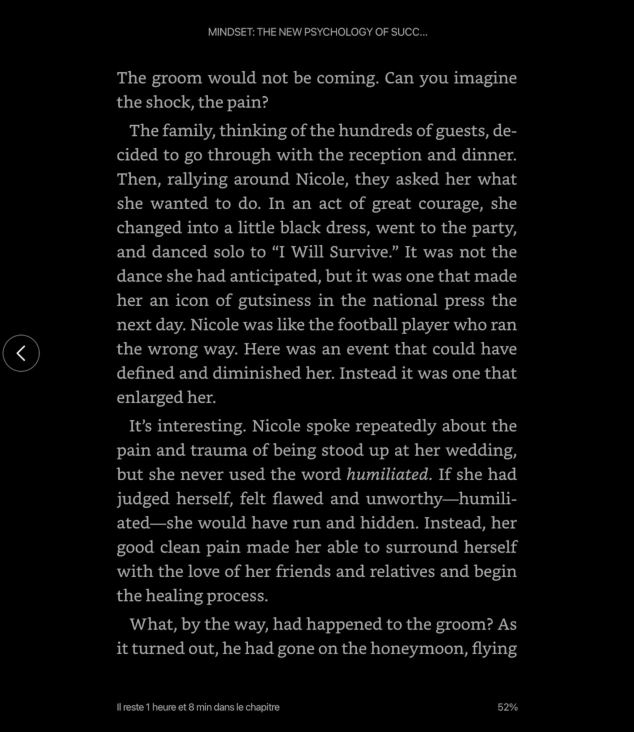 MINDSET: THE NEW PSYCHOLOGY OF SUCC...
The groom would not be coming. Can you imagine
the shock, the pain?
The family, thinking of the hundreds of guests, de-
cided to go through with the reception and dinner.
Then, rallying around Nicole, they asked her what
she wanted to do. In an act of great courage, she
changed into a little black dress, went to the party,
and danced solo to “I Will Survive.” It was not the
dance she had anticipated, but it was one that made
her an icon of gutsiness in the national press the
next day. Nicole was like the football player who ran
the wrong way. Here was an event that could have
defined and diminished her. Instead it was one that
enlarged her.
It’s interesting. Nicole spoke repeatedly about the
pain and trauma of being stood up at her wedding,
but she never used the word humiliated. If she had
judged herself, felt flawed and unworthy—humili-
ated—she would have run and hidden. Instead, her
good clean pain made her able to surround herself
with the love of her friends and relatives and begin
the healing process.
What, by the way, had happened to the groom? As
it turned out, he had gone on the honeymoon, flying
Il reste 1 heure et 8 min dans le chapitre
52%